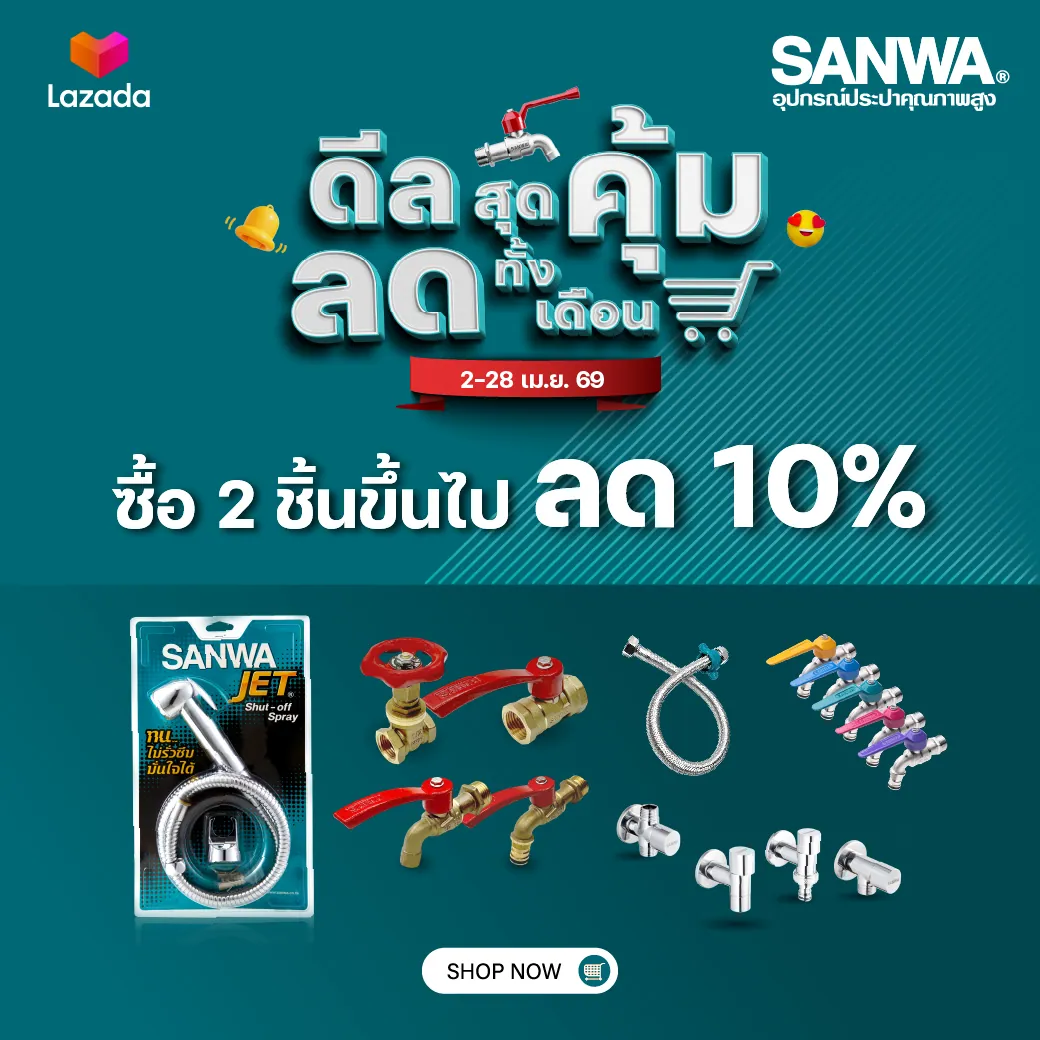 Lazada
SANWA®
อุปกรณ์ประปาคุณภาพสูง
ดีลสุดคุ้ม
ลดทั้งเดือน
2-28 เม.ย. 69
ซื้อ 2 ชิ้นขึ้นไป ลด 10%
SANWA
JET®
Shut-off
Spray
ทน
ไม่รั่วซึม
มั่นใจได้
SHOP NOW